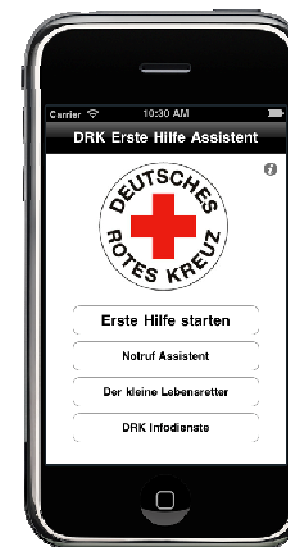 Carrier 10:30 AM
DRK Erste Hilfe Assistent
DEUTSCHES
ROTES KREUZ
Erste Hilfe starten
Notruf Assistent
Der kleine Lebensretter
DRK Infodienste